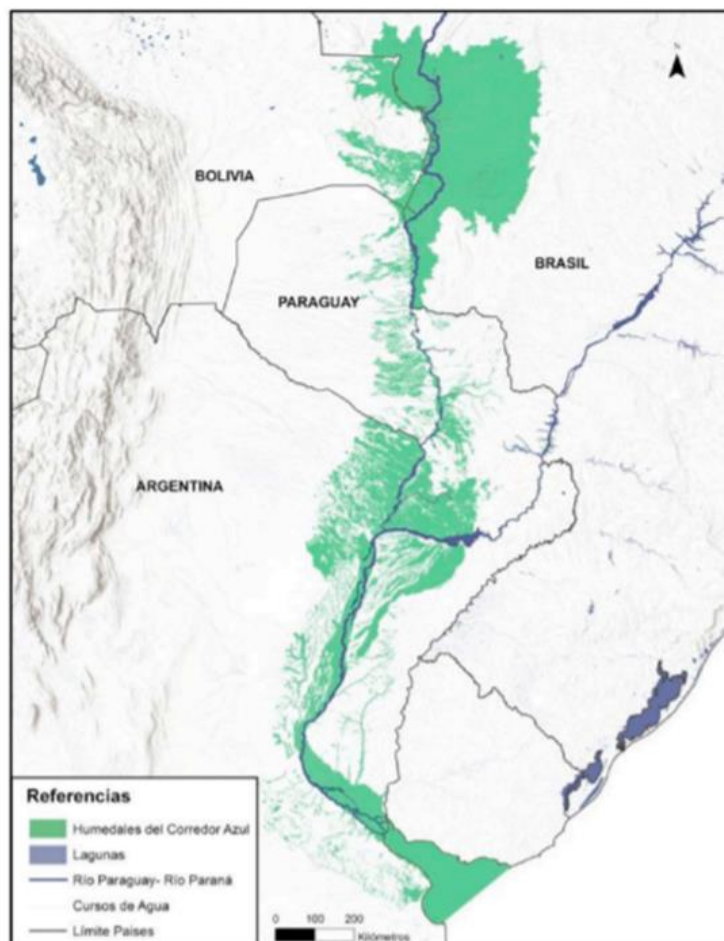 BOLIVIA
BRASIL
PARAGUAY
ARGENTINA
Referencias
Humedales del Corredor Azul
Lagunas
Río Paraguay- Río Paraná
Cursos de Agua
Límite Países
0 100 200
Kilómetros